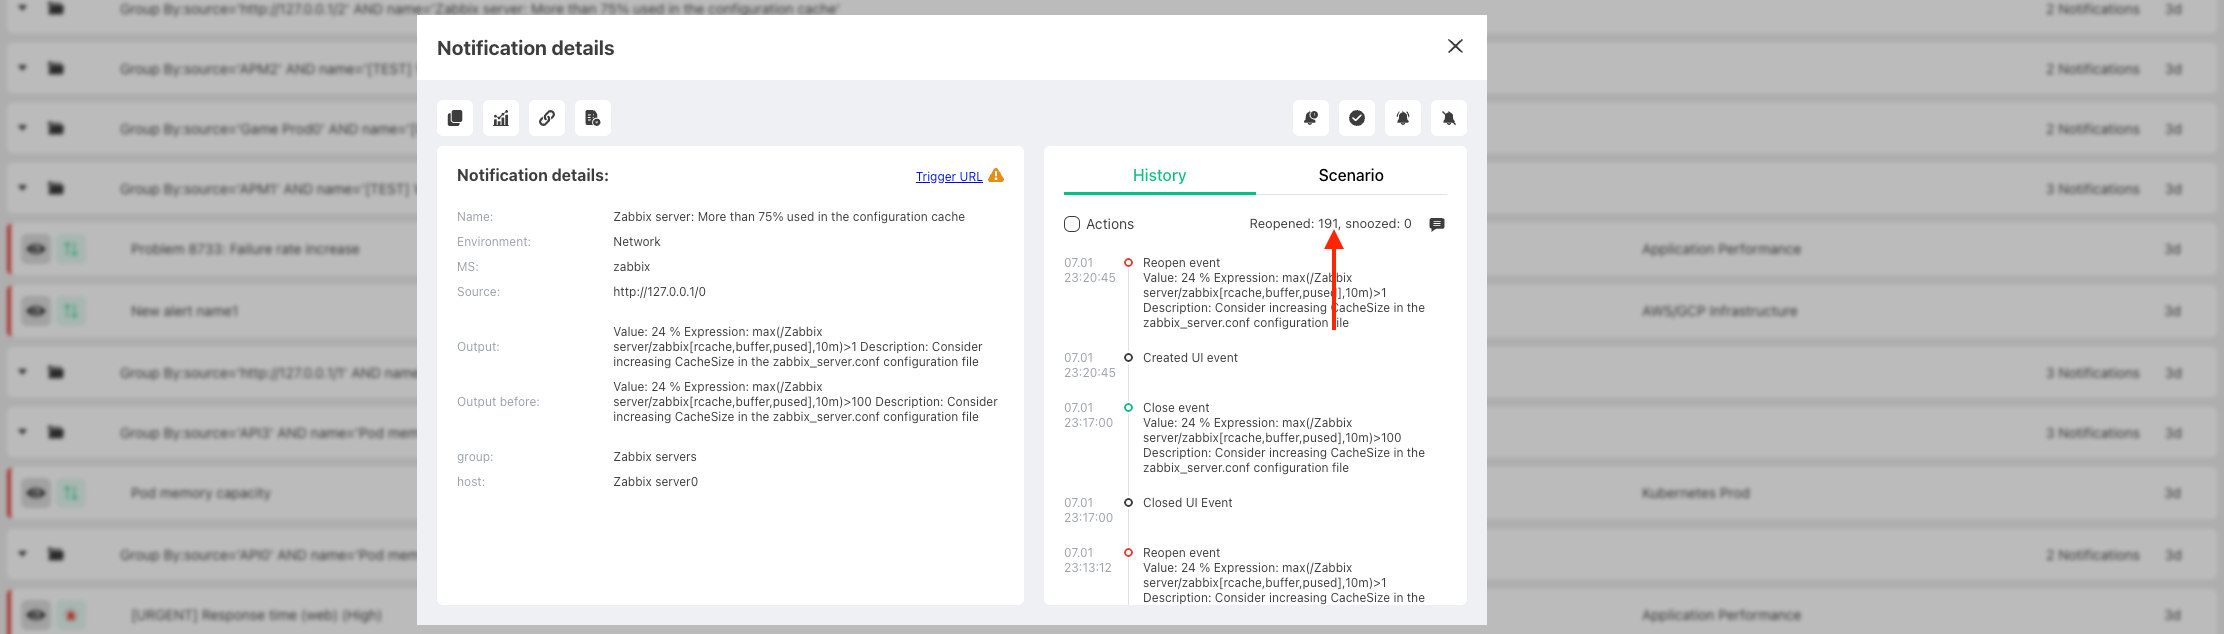 Group By:source='http://127.0.0.1/2' AND name='Zabbix server: More than 75% used in the configuration cache'
2 Notifications
3d
Notification details
Group By:source='APM2' AND name='[TEST]
2 Notifications
3d
Group By:source='Game Prod0' AND name='[
2 Notifications
3d
Group By:source='APM1' AND name='[TEST]
3 Notifications
3d
Problem 8733: Failure rate increase
Application Performance
3d
New alert name1
AWS/GCP Infrastructure
3d
Group By:source='http://127.0.0.1/1' AND name
3 Notifications
3d
Group By:source='API3' AND name='Pod mem
3 Notifications
3d
Pod memory capacity
Kubernetes Prod
3d
Group By:source='API0' AND name='Pod mem
2 Notifications
3d
[URGENT] Response time (web) (High)
Application Performance
3d
Notification details:
Trigger URL
Name: Zabbix server: More than 75% used in the configuration cache
Environment: Network
MS: zabbix
Source: http://127.0.0.1/0
Output: Value: 24 % Expression: max(/Zabbix
server/zabbix[rcache,buffer,pused],10m)>1 Description: Consider
increasing CacheSize in the zabbix_server.conf configuration file
Output before: Value: 24 % Expression: max(/Zabbix
server/zabbix[rcache,buffer,pused],10m)>100 Description: Consider
increasing CacheSize in the zabbix_server.conf configuration file
group: Zabbix servers
host: Zabbix server0
History
Scenario
Actions
Reopened: 191, snoozed: 0
07.01
23:20:45
Reopen event
Value: 24 % Expression: max(/Zabbix
server/zabbix[rcache,buffer,pused],10m)>1
Description: Consider increasing CacheSize in the
zabbix_server.conf configuration file
07.01
23:20:45
Created UI event
07.01
23:17:00
Close event
Value: 24 % Expression: max(/Zabbix
server/zabbix[rcache,buffer,pused],10m)>100
Description: Consider increasing CacheSize in the
zabbix_server.conf configuration file
07.01
23:17:00
Closed UI Event
07.01
23:13:12
Reopen event
Value: 24 % Expression: max(/Zabbix
server/zabbix[rcache,buffer,pused],10m)>1
Description: Consider increasing CacheSize in the